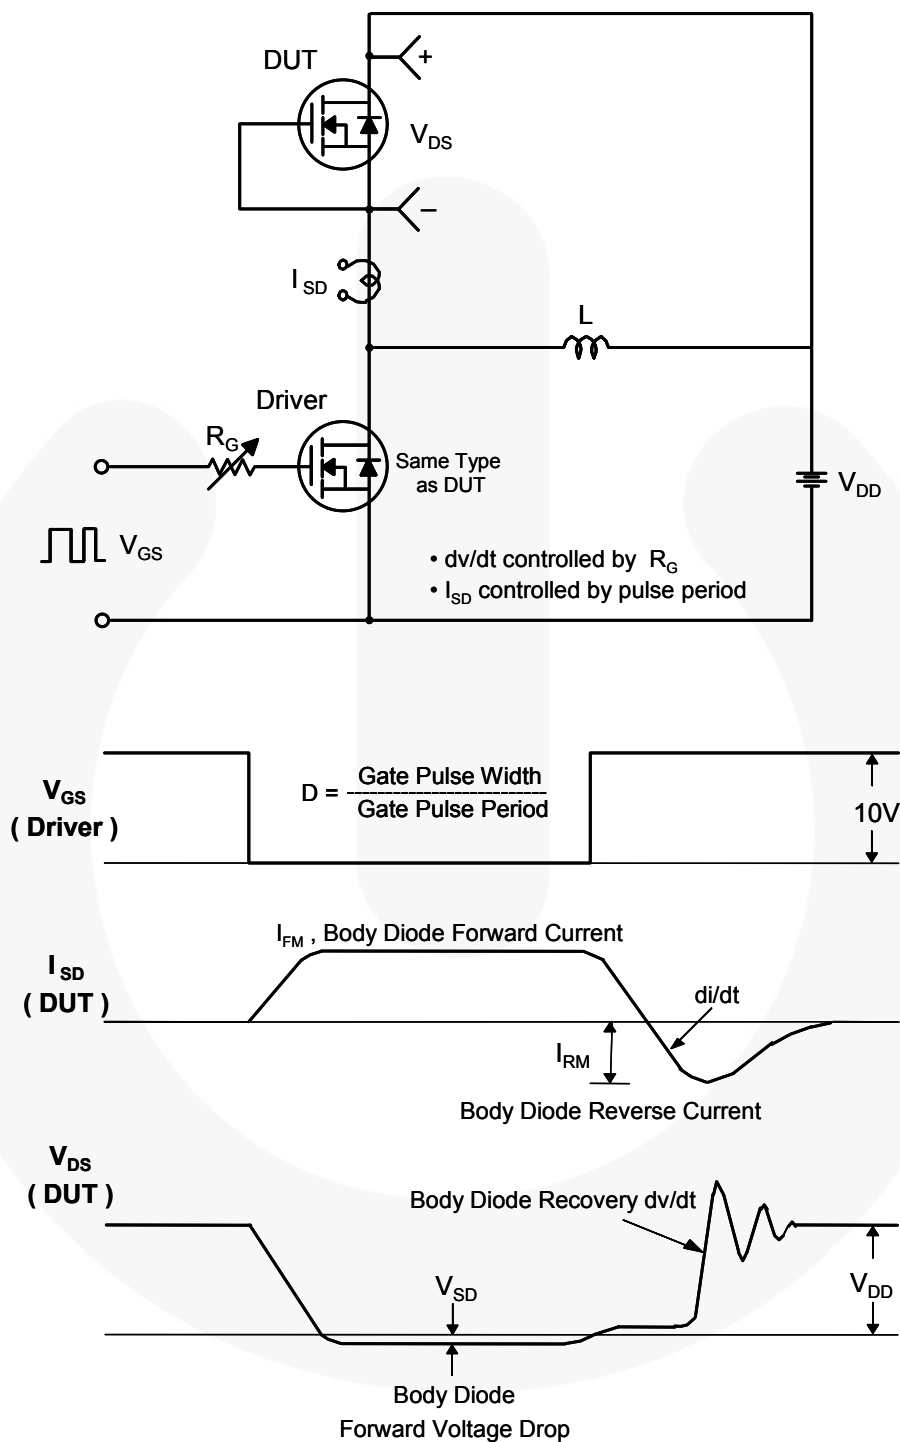 DUT
+
V_DS
−
I_SD
L
Driver
R_G
Same Type
as DUT
V_DD
V_GS
• dv/dt controlled by R_G
• I_SD controlled by pulse period
V_GS
( Driver )
D = Gate Pulse Width
Gate Pulse Period
10V
I_FM , Body Diode Forward Current
I_SD
( DUT )
di/dt
I_RM
Body Diode Reverse Current
V_DS
( DUT )
Body Diode Recovery dv/dt
V_SD
V_DD
Body Diode
Forward Voltage Drop